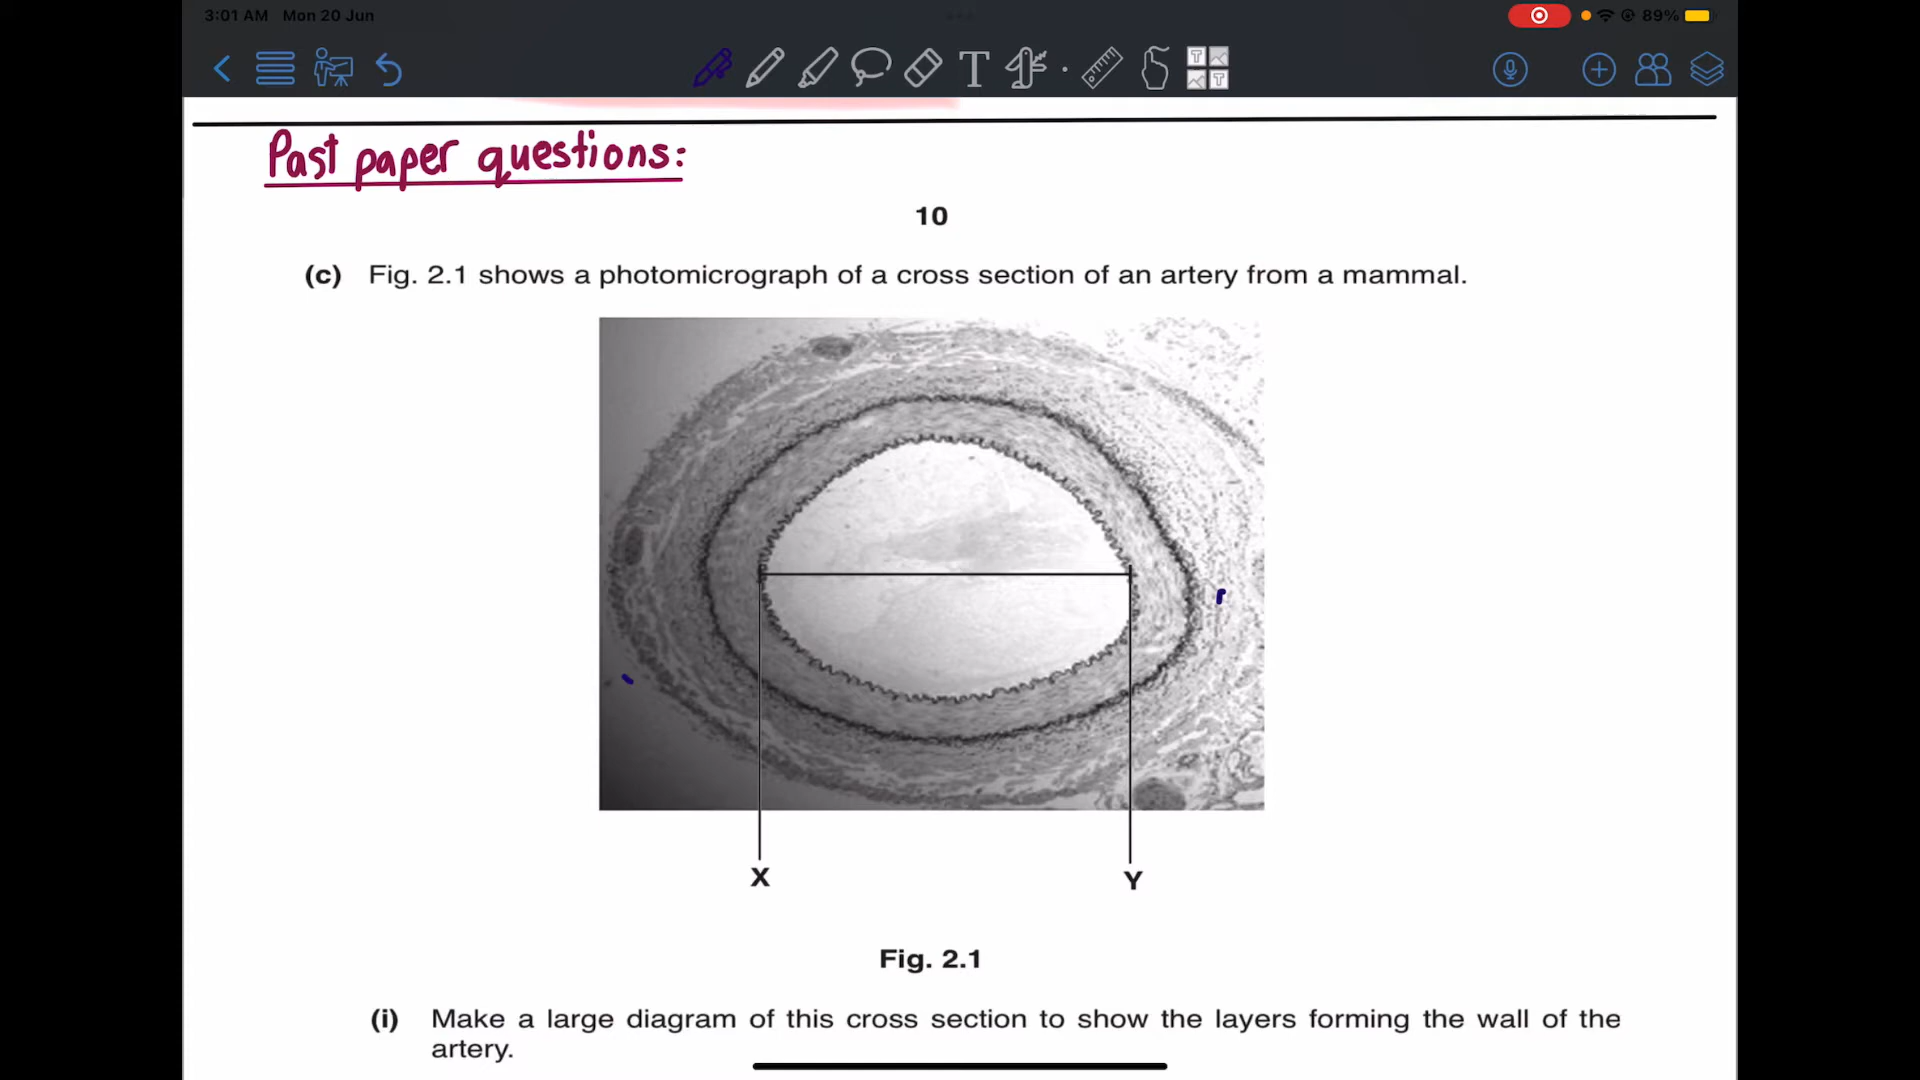 3:01 AM Mon 20 Jun
89%
Past paper questions:
10
(c) Fig. 2.1 shows a photomicrograph of a cross section of an artery from a mammal.
X
Y
Fig. 2.1
(i) Make a large diagram of this cross section to show the layers forming the wall of the
artery.